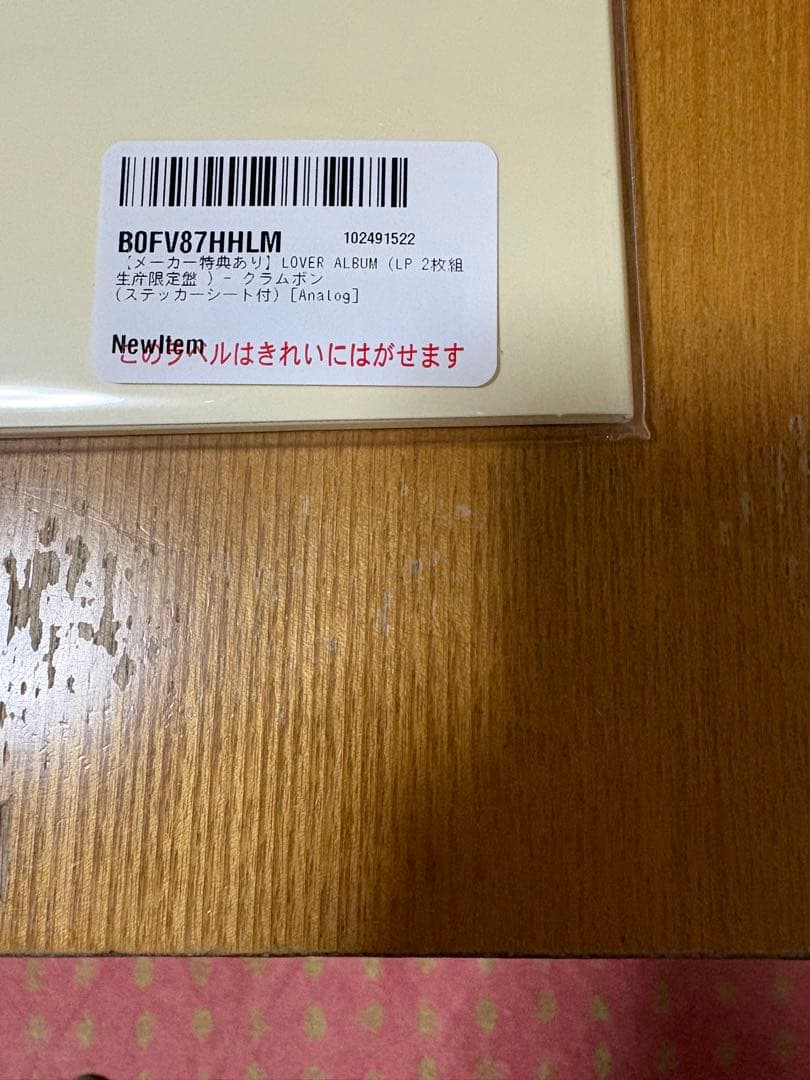 B0FV87HHLM 102491522
【メーカー特典あり】LOVER ALBUM (LP 2枚組
生産限定盤 ) - クラムボン
(ステッカーシート付) [Analog]
NewItem
このラベルはきれいにはがせます